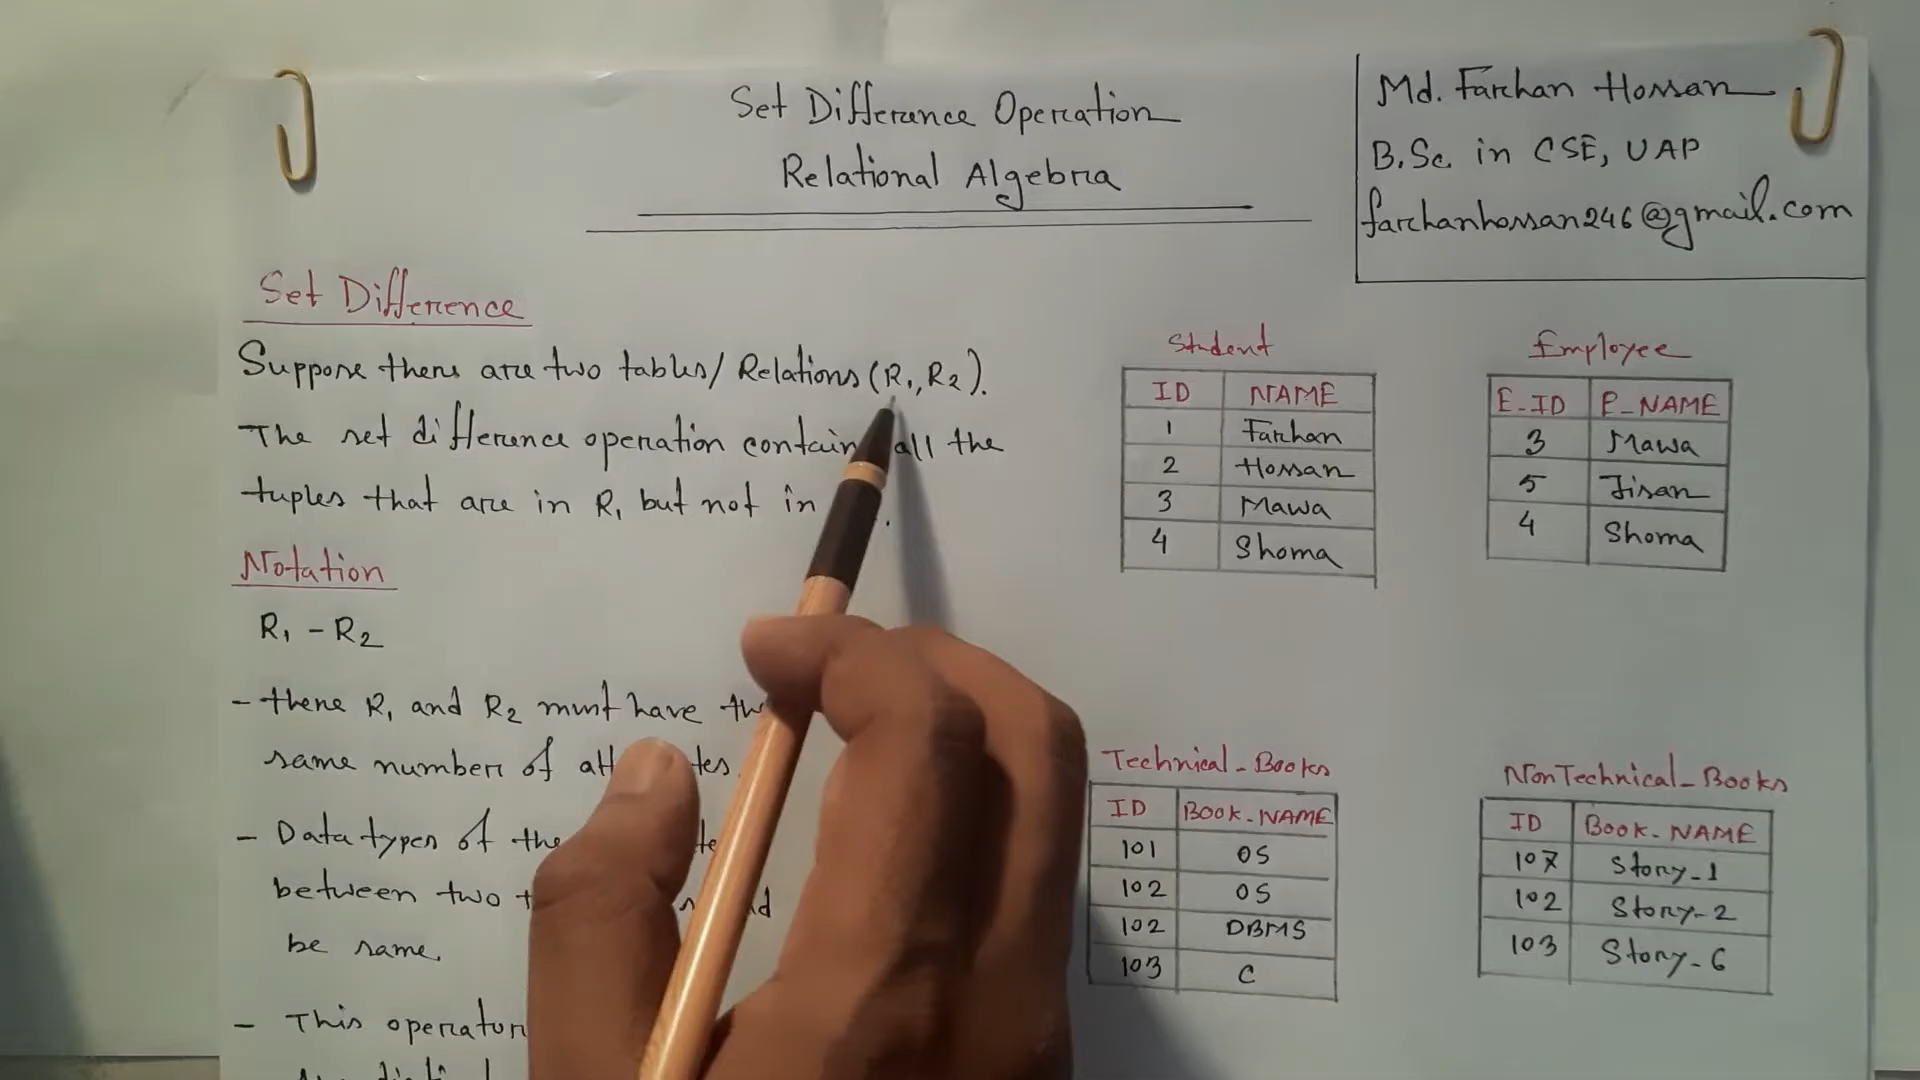 Set Difference Operation
Relational Algebra
Md. Farhan Hossan
B.Sc. in CSE, UAP
farhanhossan246@gmail.com
Set Difference
Suppose there are two tables/Relations (R1, R2).
The set difference operation contain all the
tuples that are in R1 but not in
Notation
R1 - R2
- there R1 and R2 must have
same number of
- Data types of the
between two
be same.
- This operator
Student
ID NAME
1 Farhan
2 Hossan
3 Mawa
4 Shoma
Employee
E_ID E_NAME
3 Mawa
5 Jisan
4 Shoma
Technical_Books
ID BOOK_NAME
101 OS
102 OS
102 DBMS
103 C
NonTechnical_Books
ID BOOK_NAME
107 Story_1
102 Story_2
103 Story_6